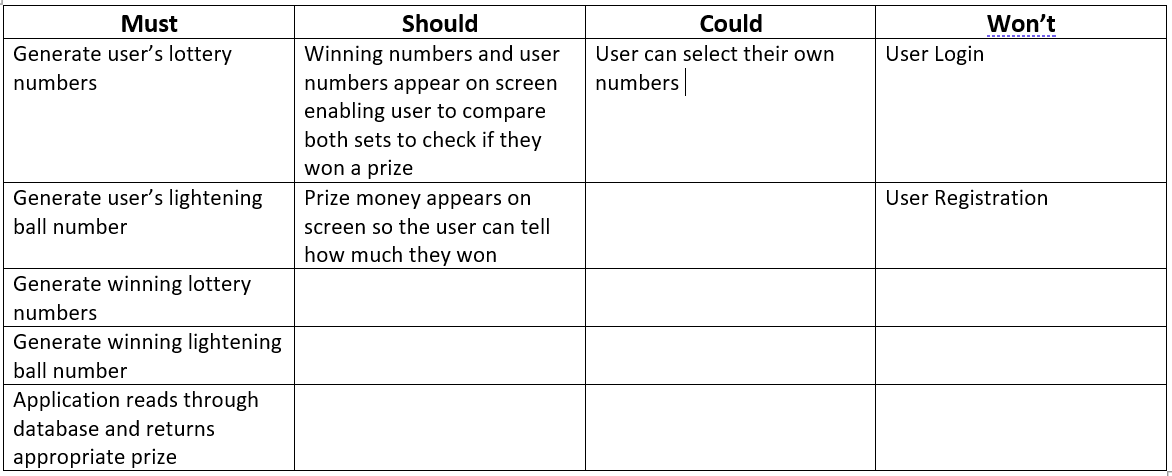 Must
Should
Could
Won’t
Generate user’s lottery
numbers
Winning numbers and user
numbers appear on screen
enabling user to compare
both sets to check if they
won a prize
User can select their own
numbers
User Login
Generate user’s lightening
ball number
Prize money appears on
screen so the user can tell
how much they won
User Registration
Generate winning lottery
numbers
Generate winning lightening
ball number
Application reads through
database and returns
appropriate prize